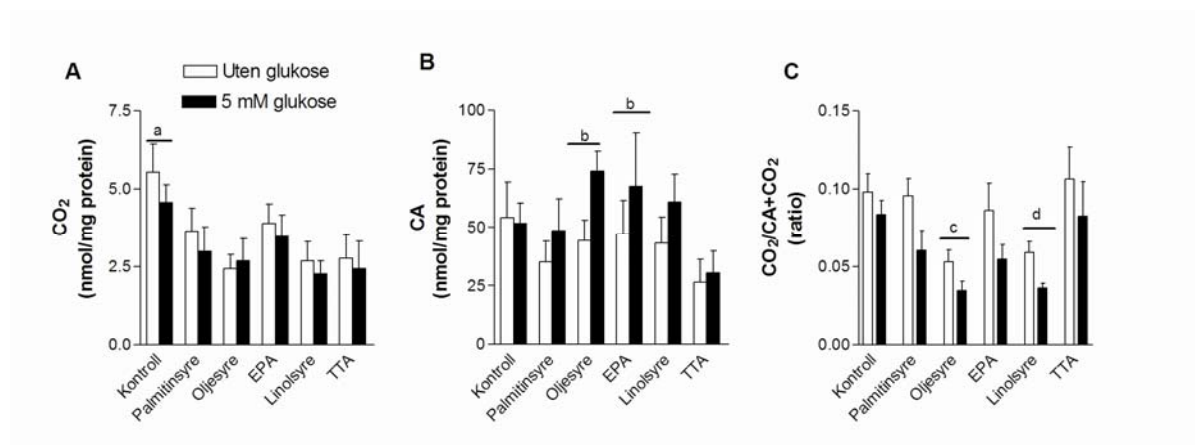 A
Uten glukose
5 mM glukose
CO₂
(nmol/mg protein)
7.5
5.0
2.5
0.0
a
Kontroll
Palmitinsyre
Oljesyre
EPA
Linolsyre
TTA
B
CA
(nmol/mg protein)
100
75
50
25
0
b
b
Kontroll
Palmitinsyre
Oljesyre
EPA
Linolsyre
TTA
C
CO₂/CA+CO₂
(ratio)
0.15
0.10
0.05
0.00
c
d
Kontroll
Palmitinsyre
Oljesyre
EPA
Linolsyre
TTA